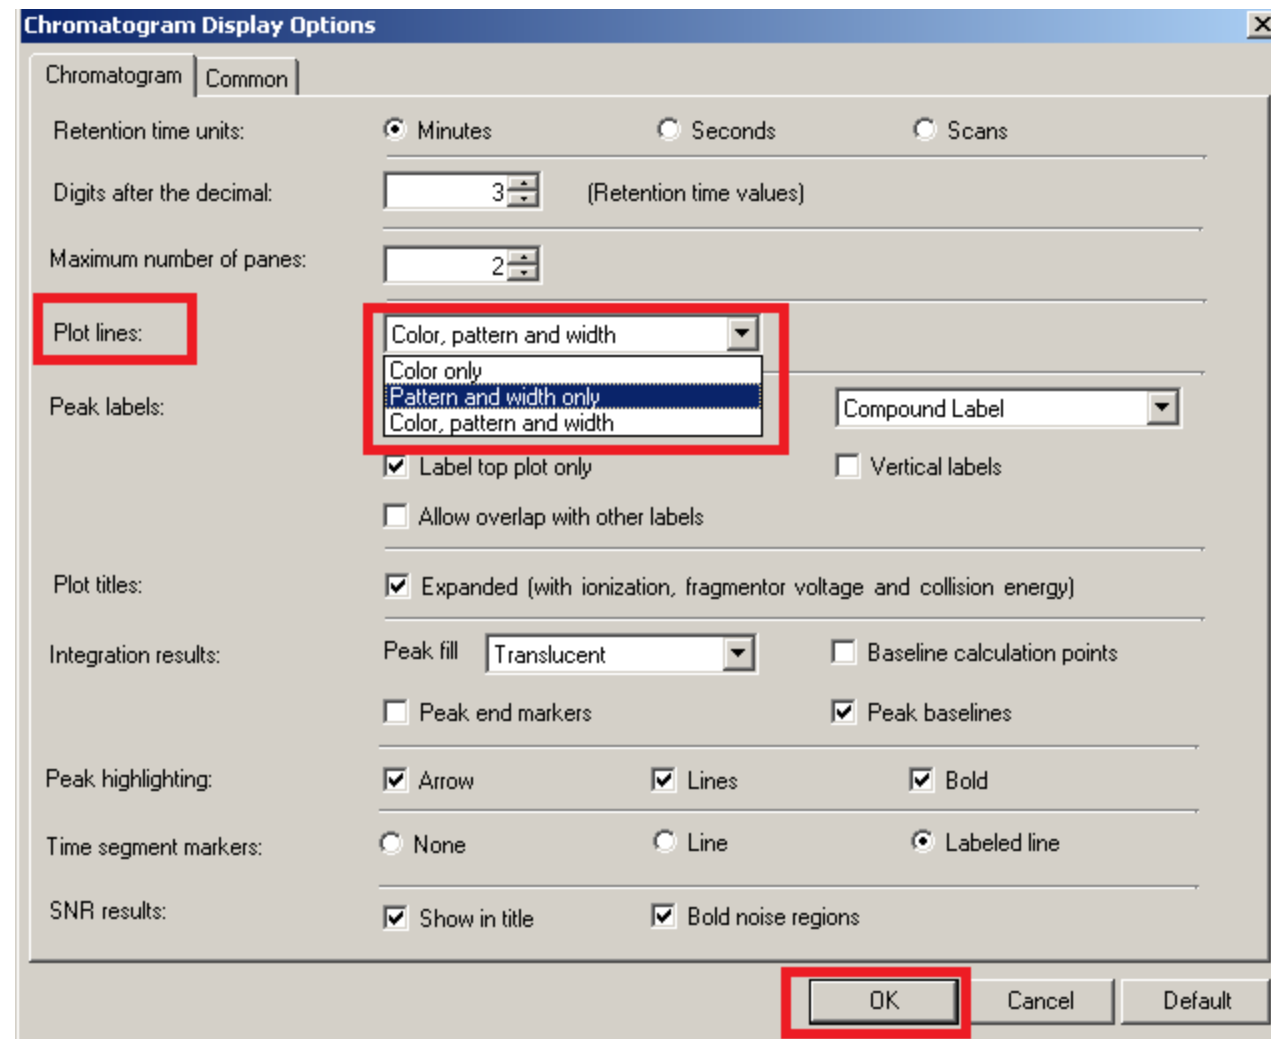 Chromatogram Display Options
Chromatogram Common
Retention time units: Minutes Seconds Scans
Digits after the decimal: 3 (Retention time values)
Maximum number of panes: 2
Plot lines: Color, pattern and width
Color only
Pattern and width only
Color, pattern and width
Peak labels: Compound Label
Label top plot only Vertical labels
Allow overlap with other labels
Plot titles: Expanded (with ionization, fragmentor voltage and collision energy)
Integration results: Peak fill Translucent Baseline calculation points
Peak end markers Peak baselines
Peak highlighting: Arrow Lines Bold
Time segment markers: None Line Labeled line
SNR results: Show in title Bold noise regions
OK Cancel Default